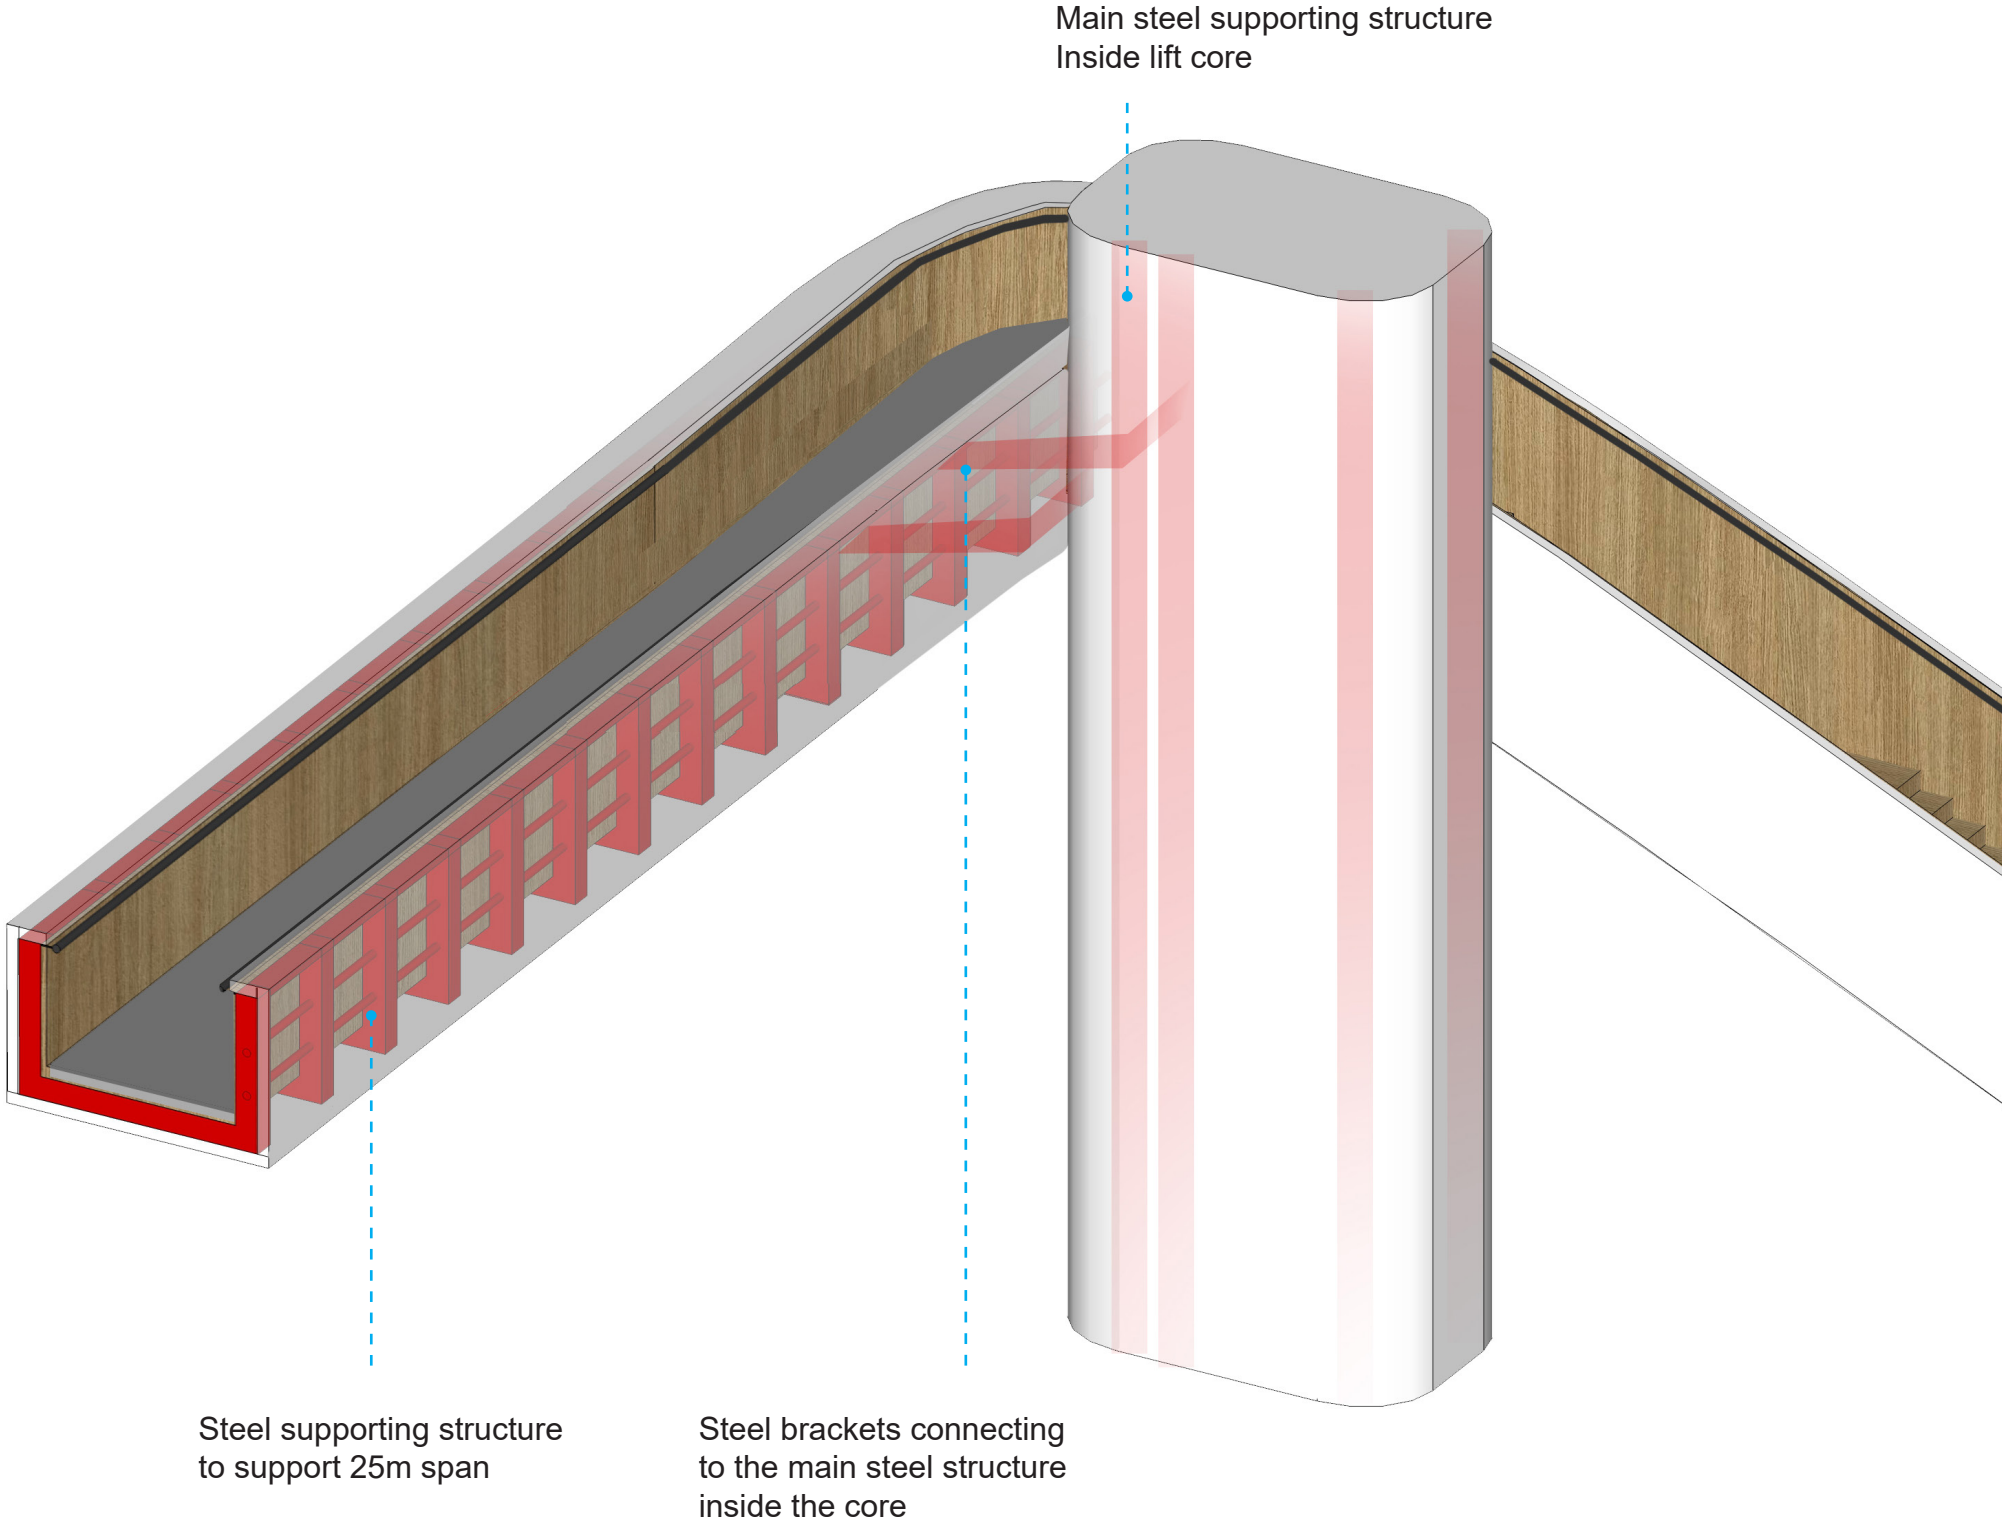 Main steel supporting structure
Inside lift core
Steel supporting structure
to support 25m span
Steel brackets connecting
to the main steel structure
inside the core